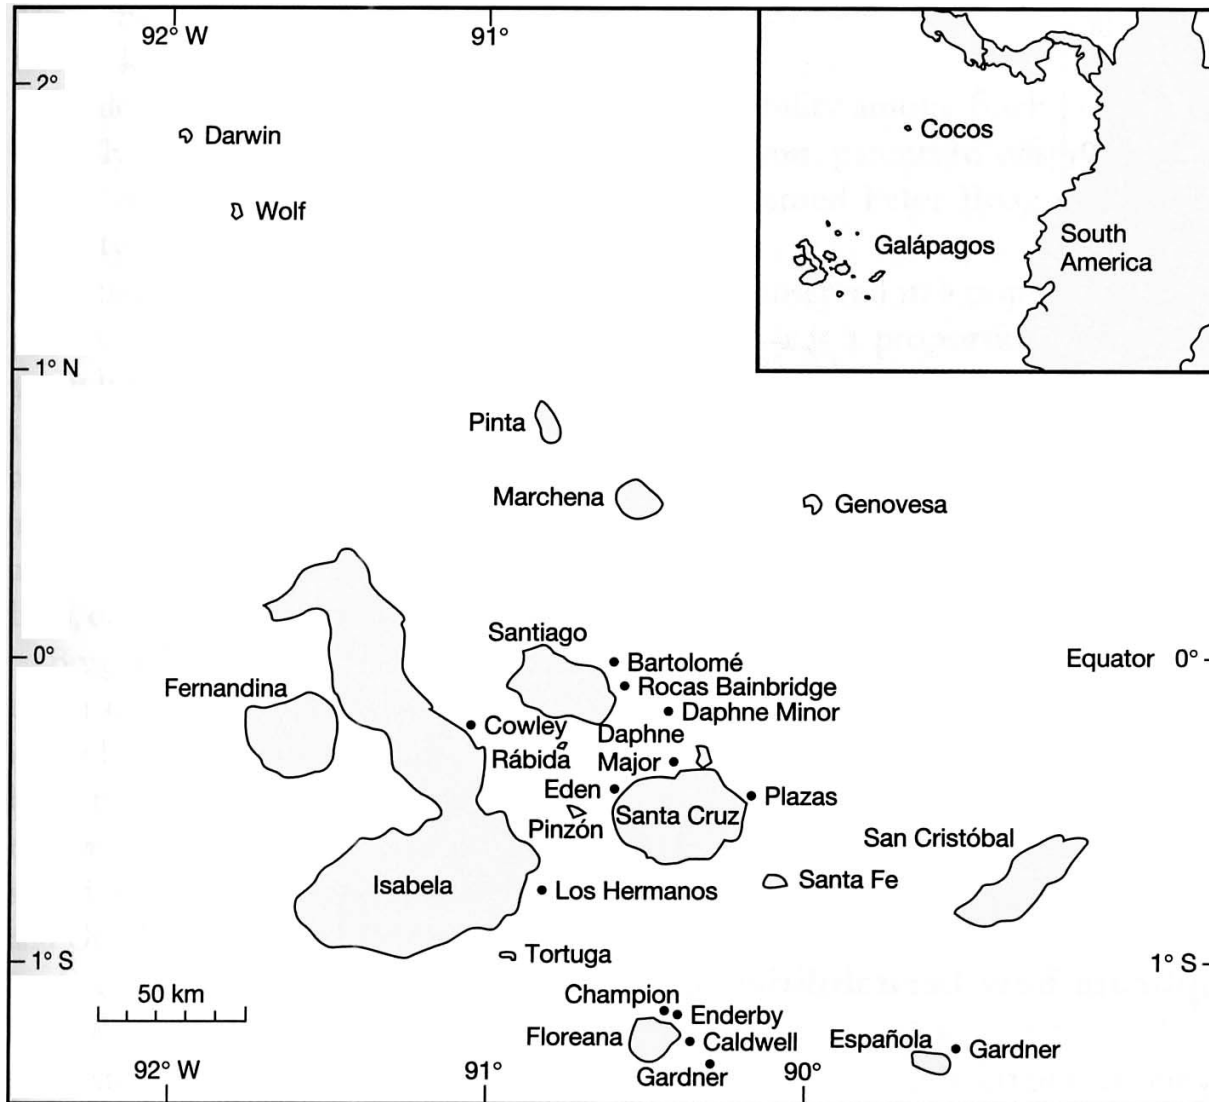 92° W
91°
2°
Darwin
Wolf
Cocos
Galápagos
South
America
1° N
Pinta
Marchena
Genovesa
Santiago
0°
Bartolomé
Equator 0°
Fernandina
Rocas Bainbridge
Daphne Minor
Cowley
Daphne
Major
Rábida
Eden
Plazas
Pinzón
Santa Cruz
San Cristóbal
Isabela
Los Hermanos
Santa Fe
Tortuga
1° S
1° S
50 km
Champion
Enderby
Floreana
Caldwell
Gardner
Española
Gardner
92° W
91°
90°